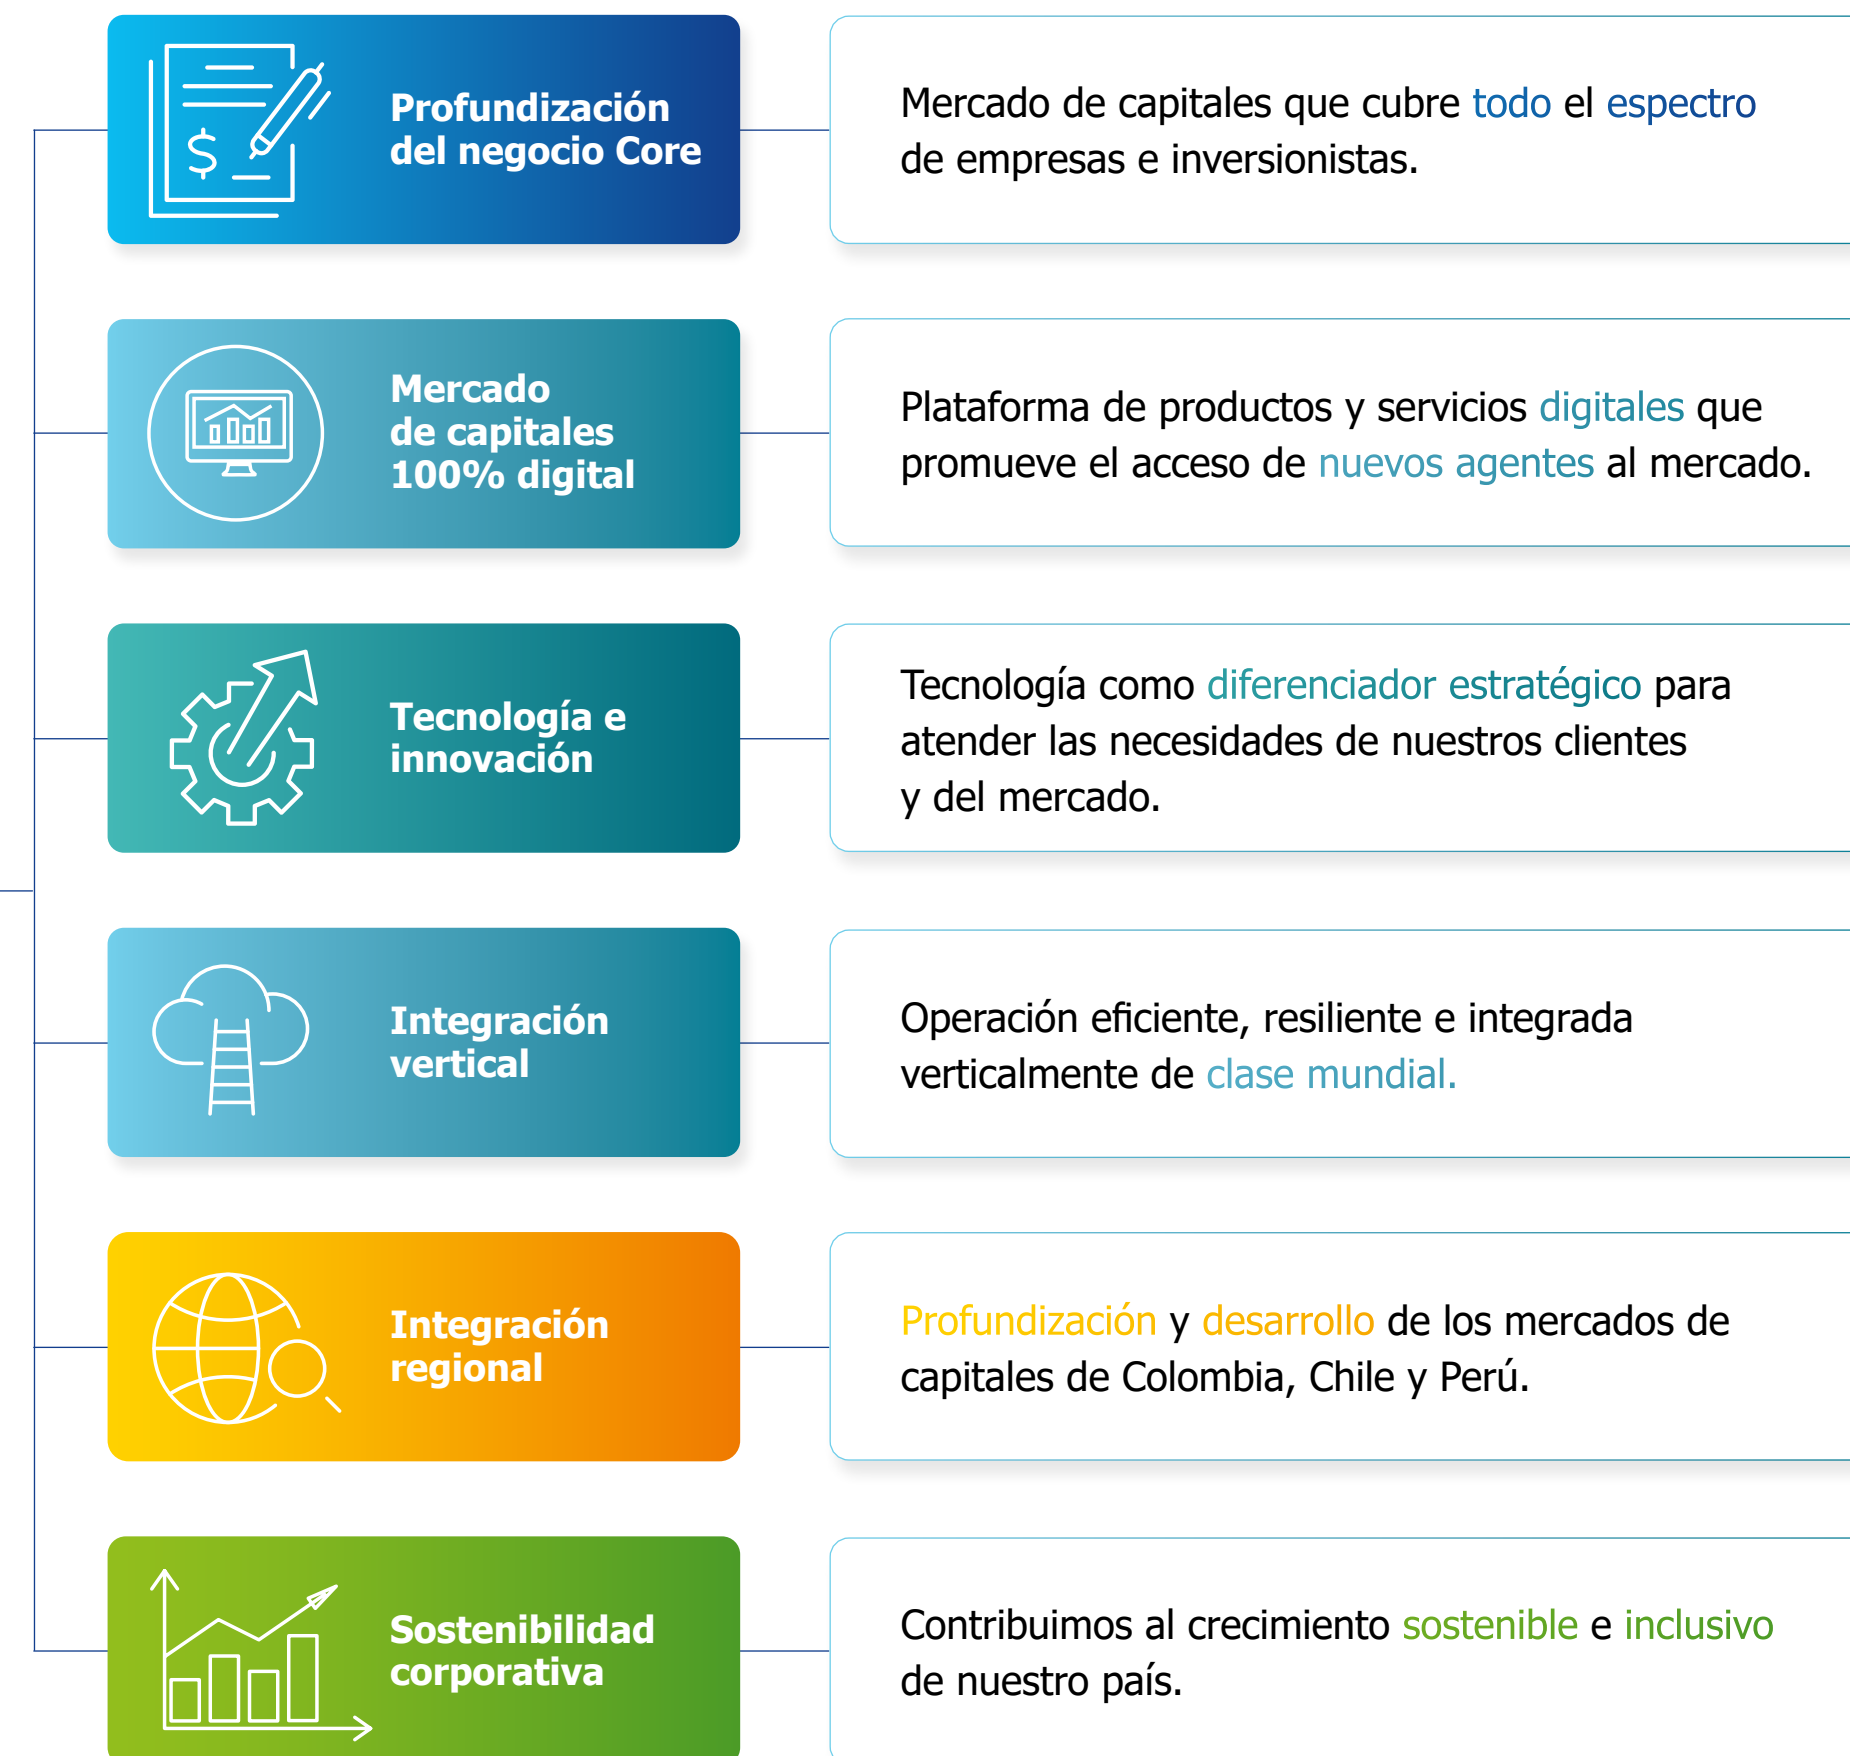 Profundización
del negocio Core
Mercado de capitales que cubre todo el espectro
de empresas e inversionistas.
Mercado
de capitales
100% digital
Plataforma de productos y servicios digitales que
promueve el acceso de nuevos agentes al mercado.
Tecnología e
innovación
Tecnología como diferenciador estratégico para
atender las necesidades de nuestros clientes
y del mercado.
Integración
vertical
Operación eficiente, resiliente e integrada
verticalmente de clase mundial.
Integración
regional
Profundización y desarrollo de los mercados de
capitales de Colombia, Chile y Perú.
Sostenibilidad
corporativa
Contribuimos al crecimiento sostenible e inclusivo
de nuestro país.
$